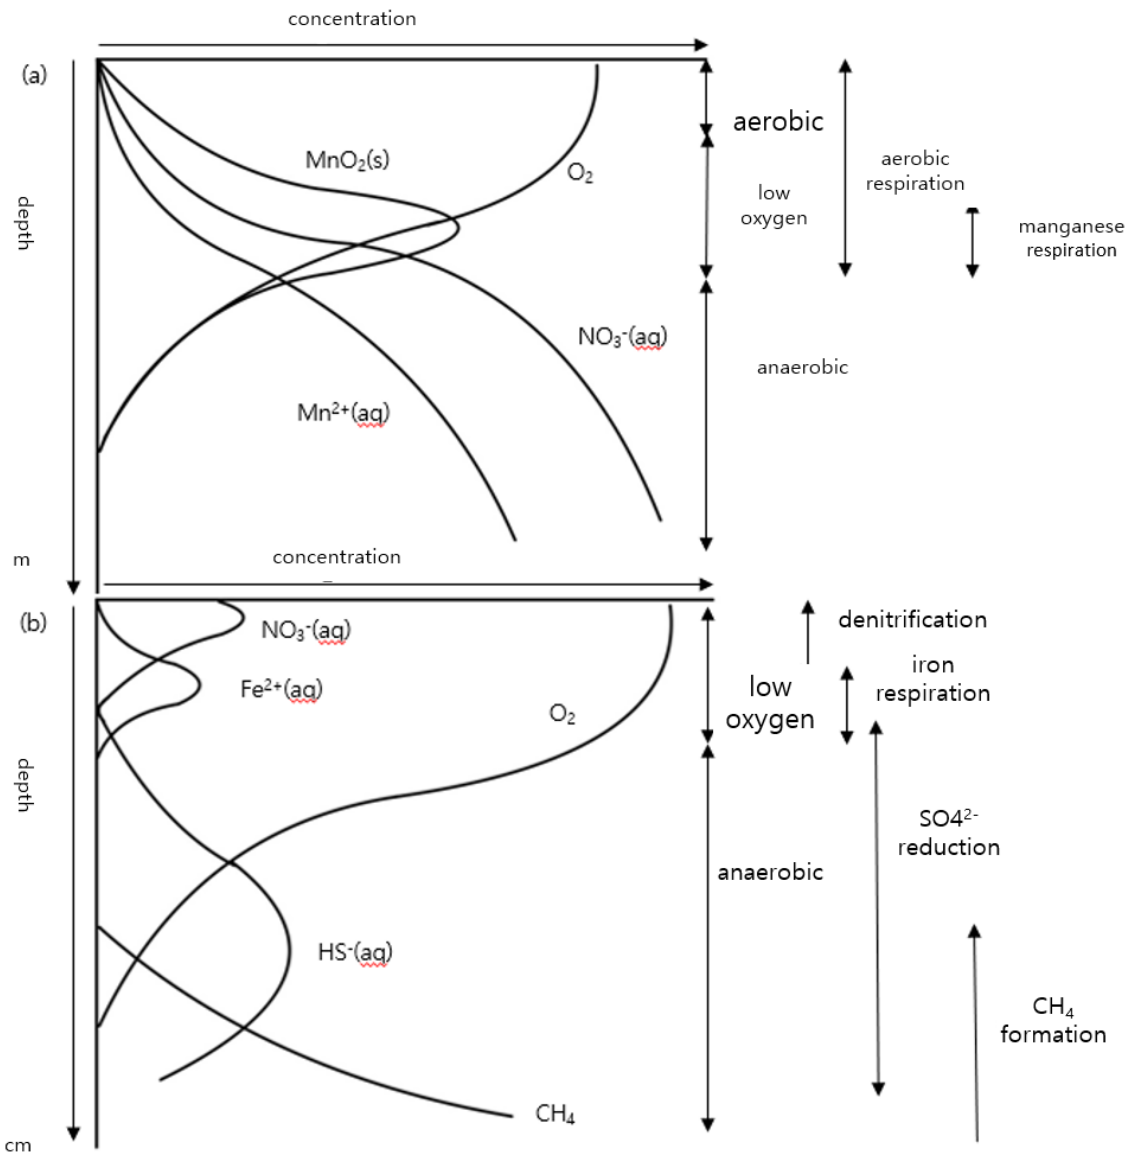 concentration
(a)
aerobic
MnO₂(s)
O₂
aerobic
respiration
low
oxygen
manganese
respiration
depth
NO₃⁻(aq)
anaerobic
Mn²⁺(aq)
m
concentration
(b)
denitrification
NO₃⁻(aq)
iron
respiration
Fe²⁺(aq)
low
oxygen
O₂
depth
SO4²⁻
reduction
anaerobic
HS⁻(aq)
CH₄
formation
CH₄
cm